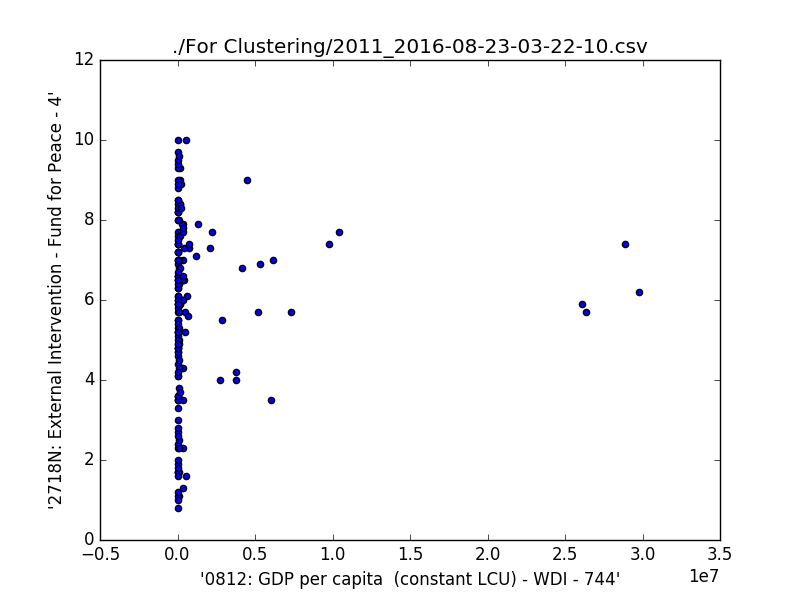 ./For Clustering/2011_2016-08-23-03-22-10.csv
12
10
8
6
4
2
0
'2718N: External Intervention - Fund for Peace - 4'
−0.5 0.0 0.5 1.0 1.5 2.0 2.5 3.0 3.5
1e7
'0812: GDP per capita  (constant LCU) - WDI - 744'